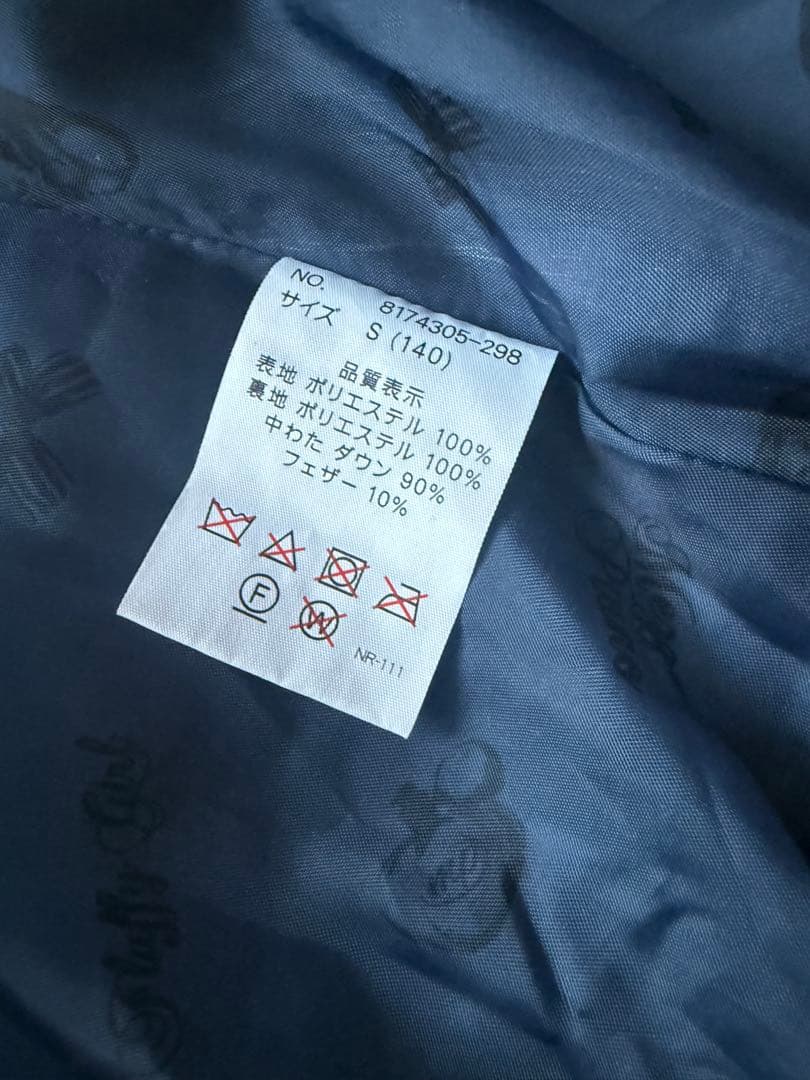 NO. 8174305-298
サイズ S (140)
品質表示
表地 ポリエステル 100%
裏地 ポリエステル 100%
中わた ダウン 90%
フェザー 10%
F W
NR-111